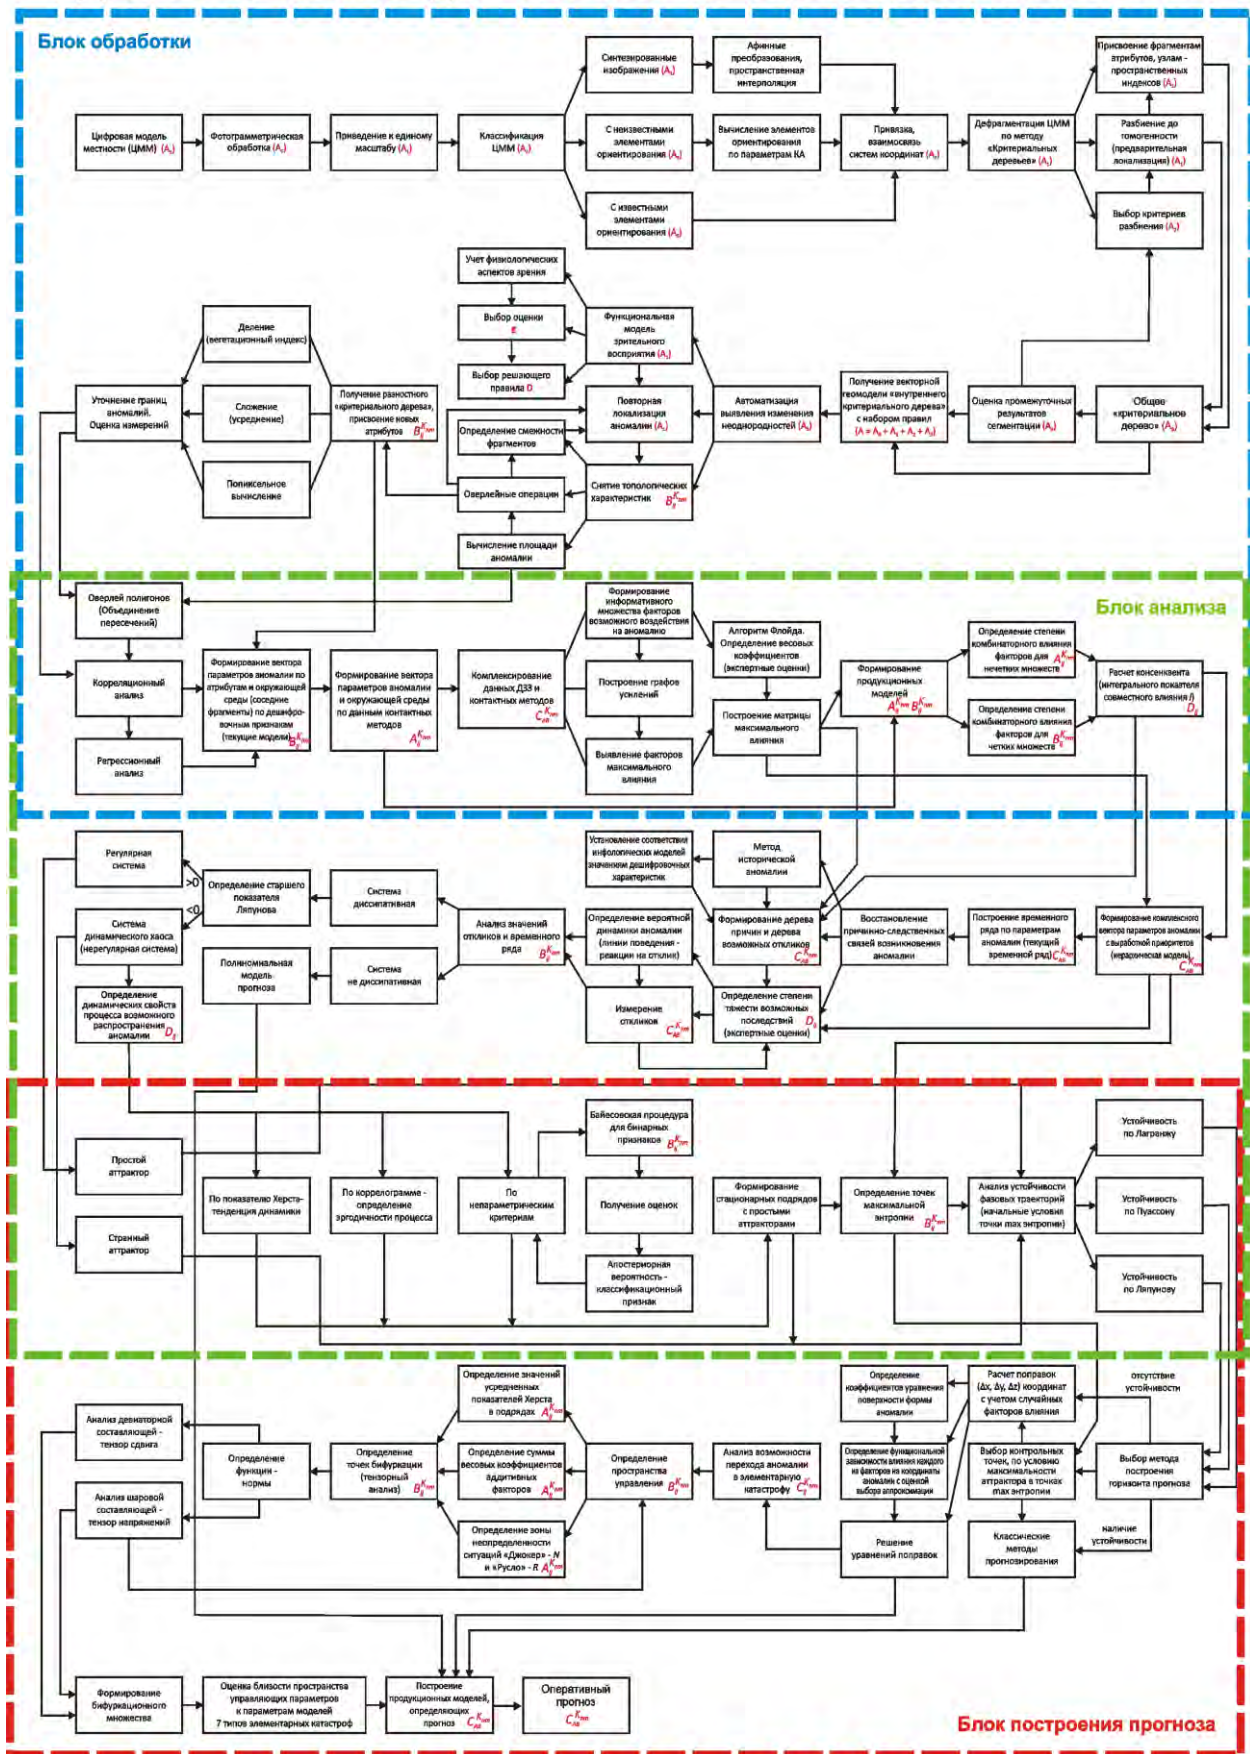 Блок обработки
Синтезированные
изображения (A₁)
Афинные
преобразования,
пространственная
интерполяция
Присвоение фрагментам
атрибутов, узлам -
пространственных
индексов
Цифровая модель
местности (ЦММ)
Фотограмметрическая
обработка
Приведение к единому
масштабу
Классификация
ЦММ
С неизвестными
элементами
ориентирования
Вычисление элементов
ориентирования
по параметрам КА
Привязка,
взаимосвязь
систем координат
Дефрагментация ЦММ
по методу
«Критериальных
деревьев»
Разбиение до
гомогенности
(предварительная
локализация)
С известными
элементами
ориентирования
Выбор критериев
разбиения
Учет физиологических
аспектов зрения
Выбор оценки
g
Выбор решающего
правила D
Функциональная
модель
зрительного
восприятия
Деление
(вегетационный индекс)
Сложение
(усреднение)
Попиксельное
вычисление
Уточнение границ
аномалий.
Оценка измерений
Получение разностного
«критериального дерева»,
присвоение новых
атрибутов
Определение смежности
фрагментов
Оверлейные операции
Вычисление площади
аномалии
Повторная
локализация
аномалии
Снятие топологических
характеристик
Автоматизация
выявления изменения
неоднородностей
Получение векторной
геомодели «внутреннего
критериального дерева»
с набором правил
Оценка промежуточных
результатов
сегментации
Общее
«критериальное
дерево»
Блок анализа
Оверлей полигонов
(Объединение
пересечений)
Корреляционный
анализ
Регрессионный
анализ
Формирование вектора
параметров аномалии по
атрибутам и окружающей
среды (соседние
фрагменты) по дешифро-
вочным признакам
(текущие модели)
Формирование вектора
параметров аномалии
и окружающей среды
по данным контактных
методов
Комплексирование
данных ДЗЗ и
контактных методов
Формирование
информативного
множества факторов
возможного воздействия
на аномалию
Построение графов
усилений
Выявление факторов
максимального
влияния
Алгоритм Флойда.
Определение весовых
коэффициентов
(экспертные оценки)
Построение матрицы
максимального
влияния
Формирование
продукционных
моделей
Определение степени
комбинаторного влияния
факторов для
нечетких множеств
Определение степени
комбинаторного влияния
факторов для
четких множеств
Расчет консеквента
(интегрального показателя
совместного влияния I)
Регулярная
система
Система
динамического хаоса
(нерегулярная система)
Определение
динамических свойств
процесса возможного
распространения
аномалии
>0
<0
Определение старшего
показателя
Ляпунова
Полиномиальная
модель
прогноза
Система
диссипативная
Система
не диссипативная
Анализ значений
откликов и временного
ряда
Установление соответствия
инфологических моделей
значениям дешифровочных
характеристик
Определение вероятной
динамики аномалии
(линии поведения -
реакции на отклик)
Измерение
откликов
Метод
исторической
аномалии
Формирование дерева
причин и дерева
возможных откликов
Определение степени
тяжести возможных
последствий
(экспертные оценки)
Восстановление
причинно-следственных
связей возникновения
аномалии
Построение временного
ряда по параметрам
аномалии (текущий
временной ряд)
Формирование комплексного
вектора параметров аномалии
с выработкой приоритетов
(иерархическая модель)
Простой
аттрактор
Странный
аттрактор
По показателю Херста-
тенденция динамики
По коррелограмме -
определение
эргодичности процесса
По
непараметрическим
критериям
Байесовская процедура
для бинарных
признаков
Получение оценок
Апостериорная
вероятность -
классификационный
признак
Формирование
стационарных подрядов
с простыми
аттракторами
Определение точек
максимальной
энтропии
Анализ устойчивости
фазовых траекторий
(начальные условия
точки max энтропии)
Устойчивость
по Лагранжу
Устойчивость
по Пуассону
Устойчивость
по Ляпунову
Анализ девиаторной
составляющей -
тензор сдвига
Анализ шаровой
составляющей -
тензор напряжений
Определение
функции -
нормы
Определение
точек бифуркации
(тензорный
анализ)
Определение значений
усредненных
показателей Херста
в подрядах
Определение суммы
весовых коэффициентов
аддитивных
факторов
Определение зоны
неопределенности
ситуаций «Джокер» - N
и «Русло» - R
Определение
пространства
управления
Анализ возможности
перехода аномалии
в элементарную
катастрофу
Определение
коэффициентов уравнения
поверхности формы
аномалии
Определение функциональной
зависимости влияния каждого
из факторов на координаты
аномалии с оценкой
выбора аппроксимации
Решение
уравнений поправок
Расчет поправок
(Δx, Δy, Δz) координат
с учетом случайных
факторов влияния
Выбор контрольных
точек, по условию
максимальности
аттрактора в точках
max энтропии
Классические
методы
прогнозирования
отсутствие
устойчивости
Выбор метода
построения
горизонта прогноза
наличие
устойчивости
Формирование
бифуркационного
множества
Оценка близости пространства
управляющих параметров
к параметрам моделей
7 типов элементарных катастроф
Построение
продукционных моделей,
определяющих
прогноз
Оперативный
прогноз
Блок построения прогноза